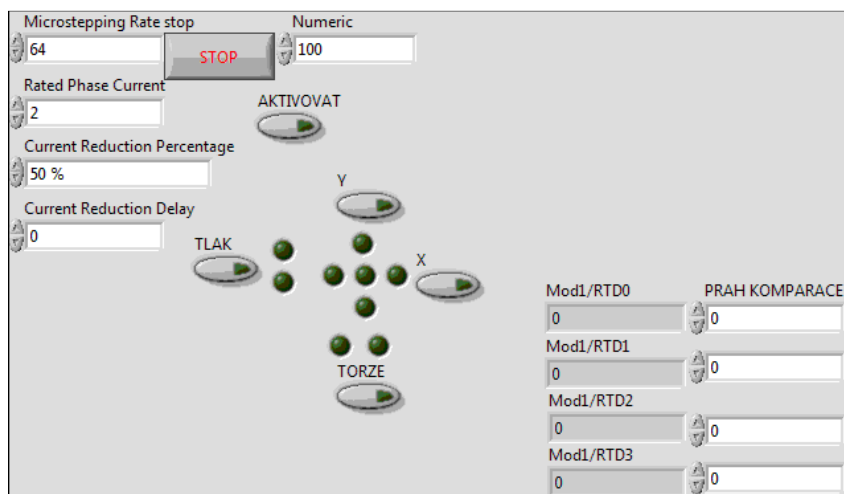 Microstepping Rate stop
Numeric
64
STOP
100
Rated Phase Current
2
AKTIVOVAT
Current Reduction Percentage
50 %
Y
Current Reduction Delay
0
TLAK
X
Mod1/RTD0
PRAH KOMPARACE
0
0
Mod1/RTD1
0
0
TORZE
Mod1/RTD2
0
0
Mod1/RTD3
0
0